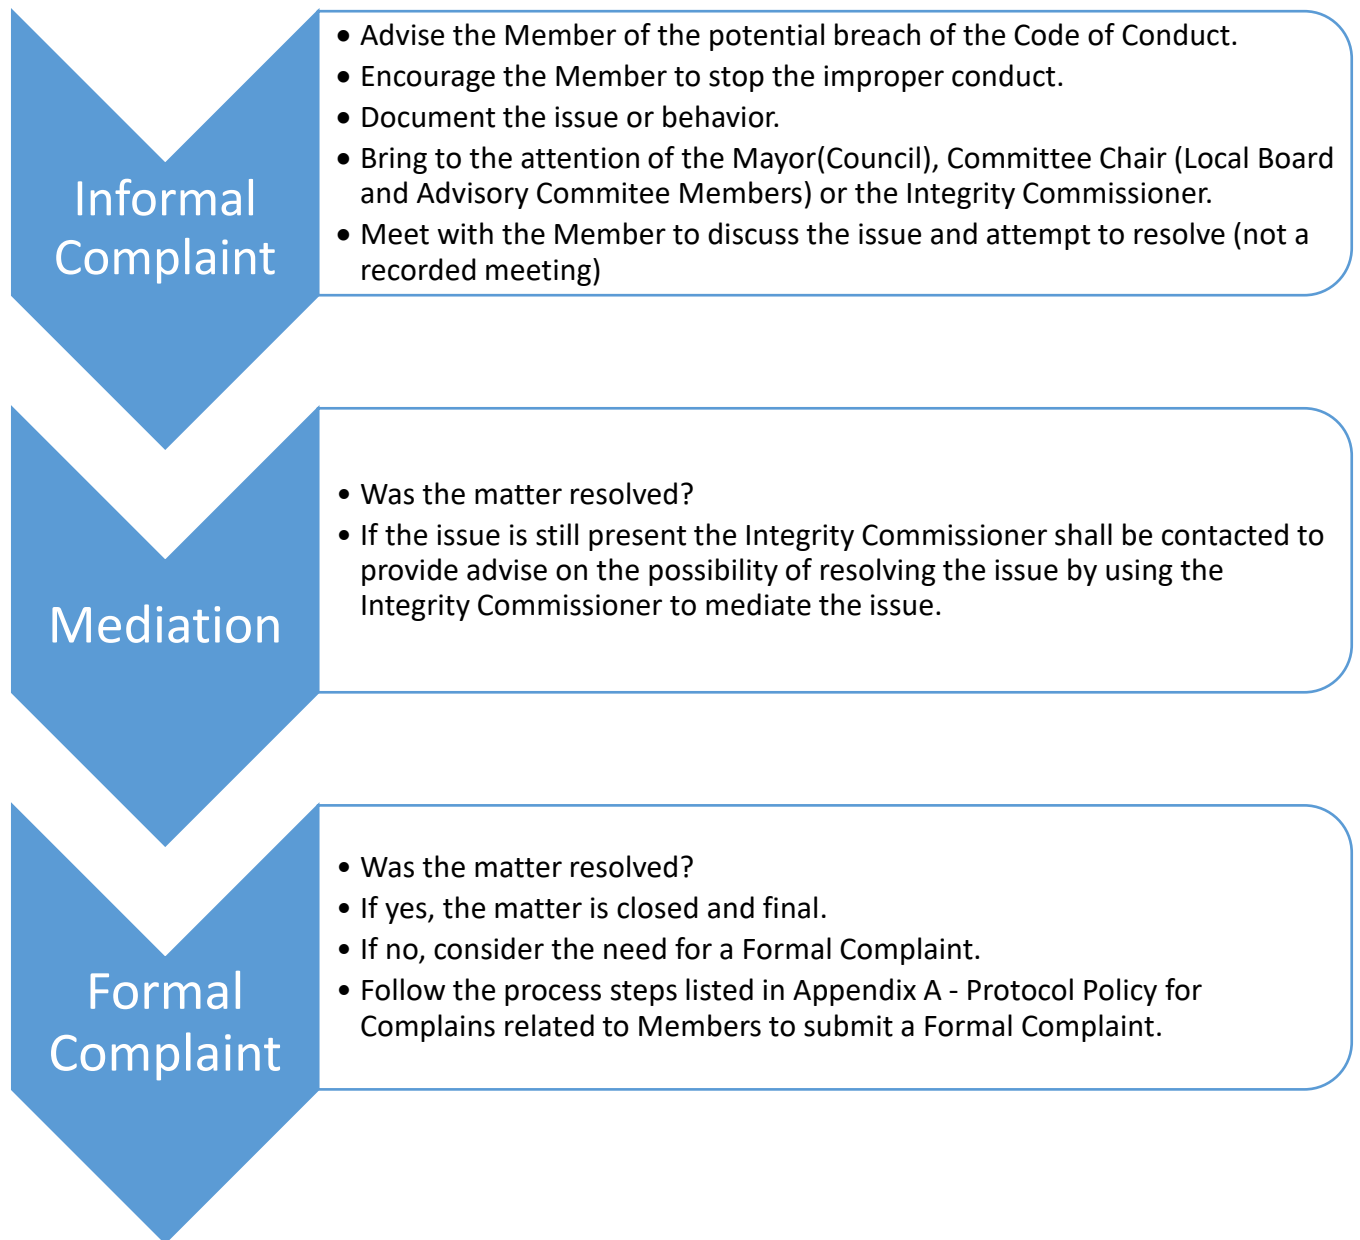 Informal
Complaint
• Advise the Member of the potential breach of the Code of Conduct.
• Encourage the Member to stop the improper conduct.
• Document the issue or behavior.
• Bring to the attention of the Mayor(Council), Committee Chair (Local Board
and Advisory Commitee Members) or the Integrity Commissioner.
• Meet with the Member to discuss the issue and attempt to resolve (not a
recorded meeting)
Mediation
• Was the matter resolved?
• If the issue is still present the Integrity Commissioner shall be contacted to
provide advise on the possibility of resolving the issue by using the
Integrity Commissioner to mediate the issue.
Formal
Complaint
• Was the matter resolved?
• If yes, the matter is closed and final.
• If no, consider the need for a Formal Complaint.
• Follow the process steps listed in Appendix A - Protocol Policy for
Complains related to Members to submit a Formal Complaint.